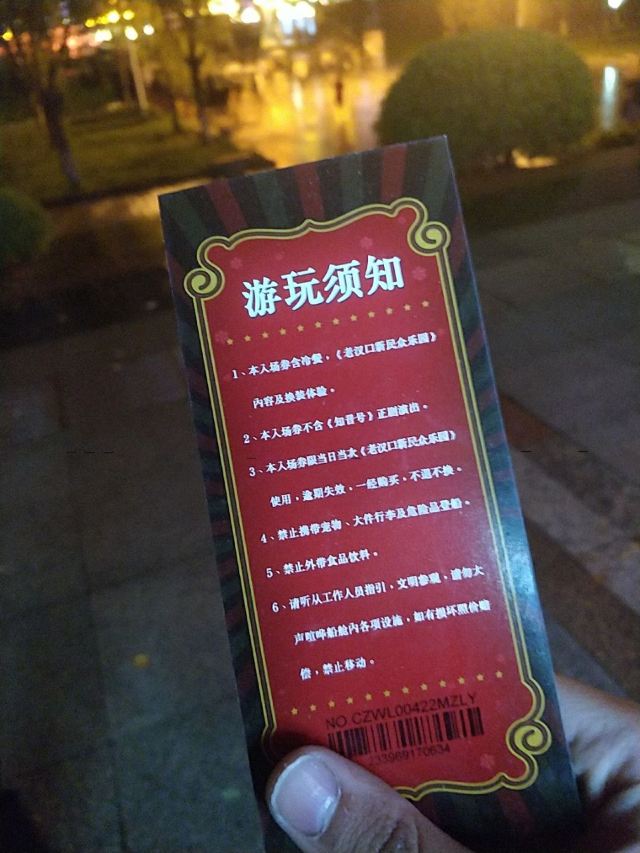 游玩须知
1、本入场券含冷餐，《老汉口新民众乐园》
内容及换装体验。
2、本入场券不含《知音号》正剧演出。
3、本入场券限当日当次《老汉口新民众乐园》
使用，逾期失效，一经购买，不退不换。
4、禁止携带宠物、大件行李及危险品登船。
5、禁止外带食品饮料。
6、请听从工作人员指引，文明参观，请勿大
声喧哗船舱内各项设施，如有损坏照价赔
偿，禁止移动。
NO CZWL00422MZLY